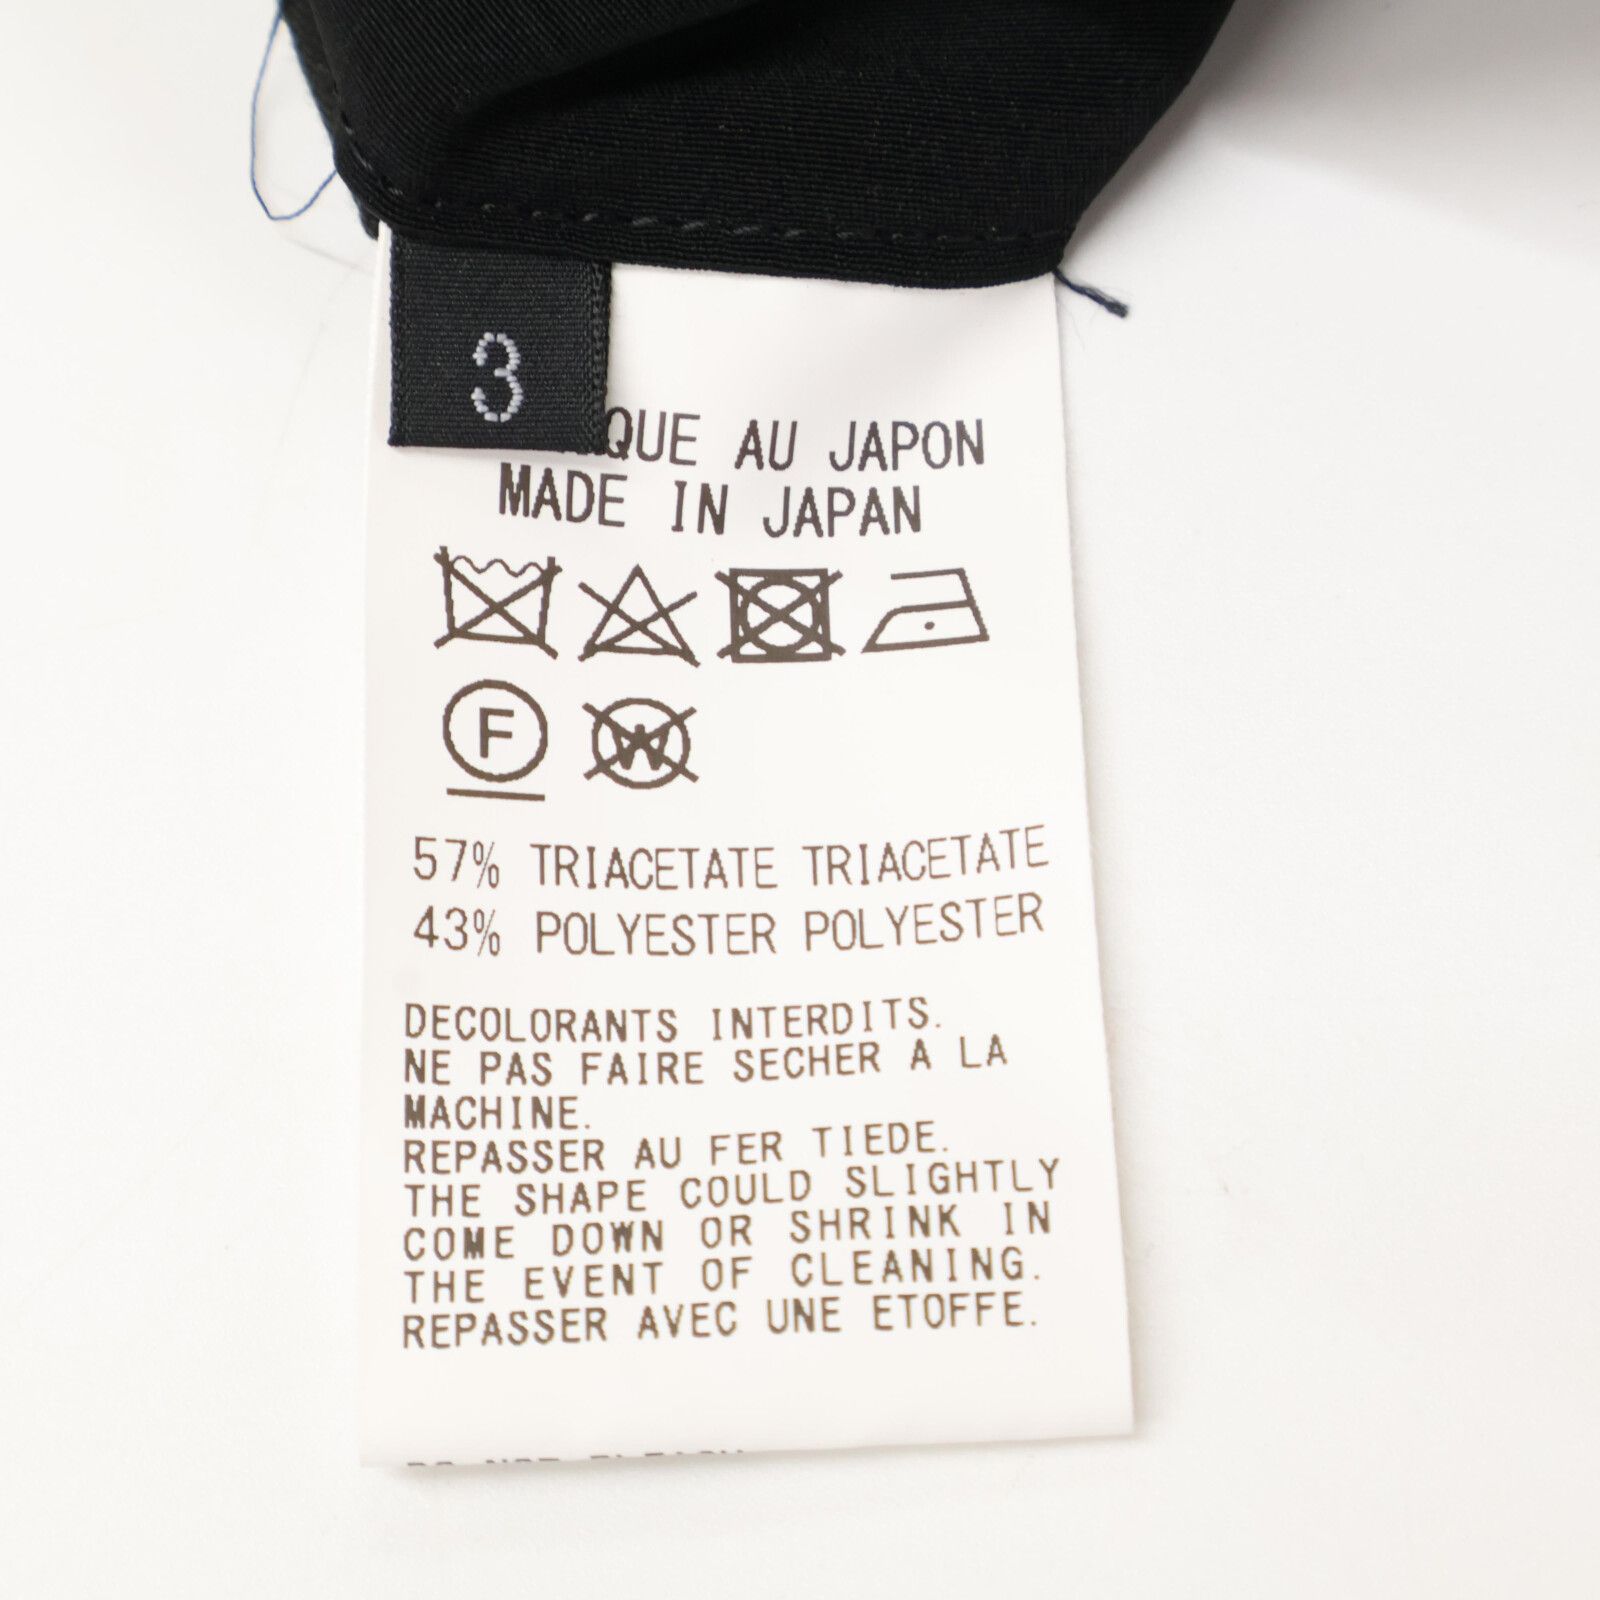 3
AU JAPON
MADE IN JAPAN
F
W
57% TRIACETATE TRIACETATE
43% POLYESTER POLYESTER
DECOLORANTS INTERDITS.
NE PAS FAIRE SECHER A LA
MACHINE.
REPASSER AU FER TIEDE.
THE SHAPE COULD SLIGHTLY
COME DOWN OR SHRINK IN
THE EVENT OF CLEANING.
REPASSER AVEC UNE ETOFFE.